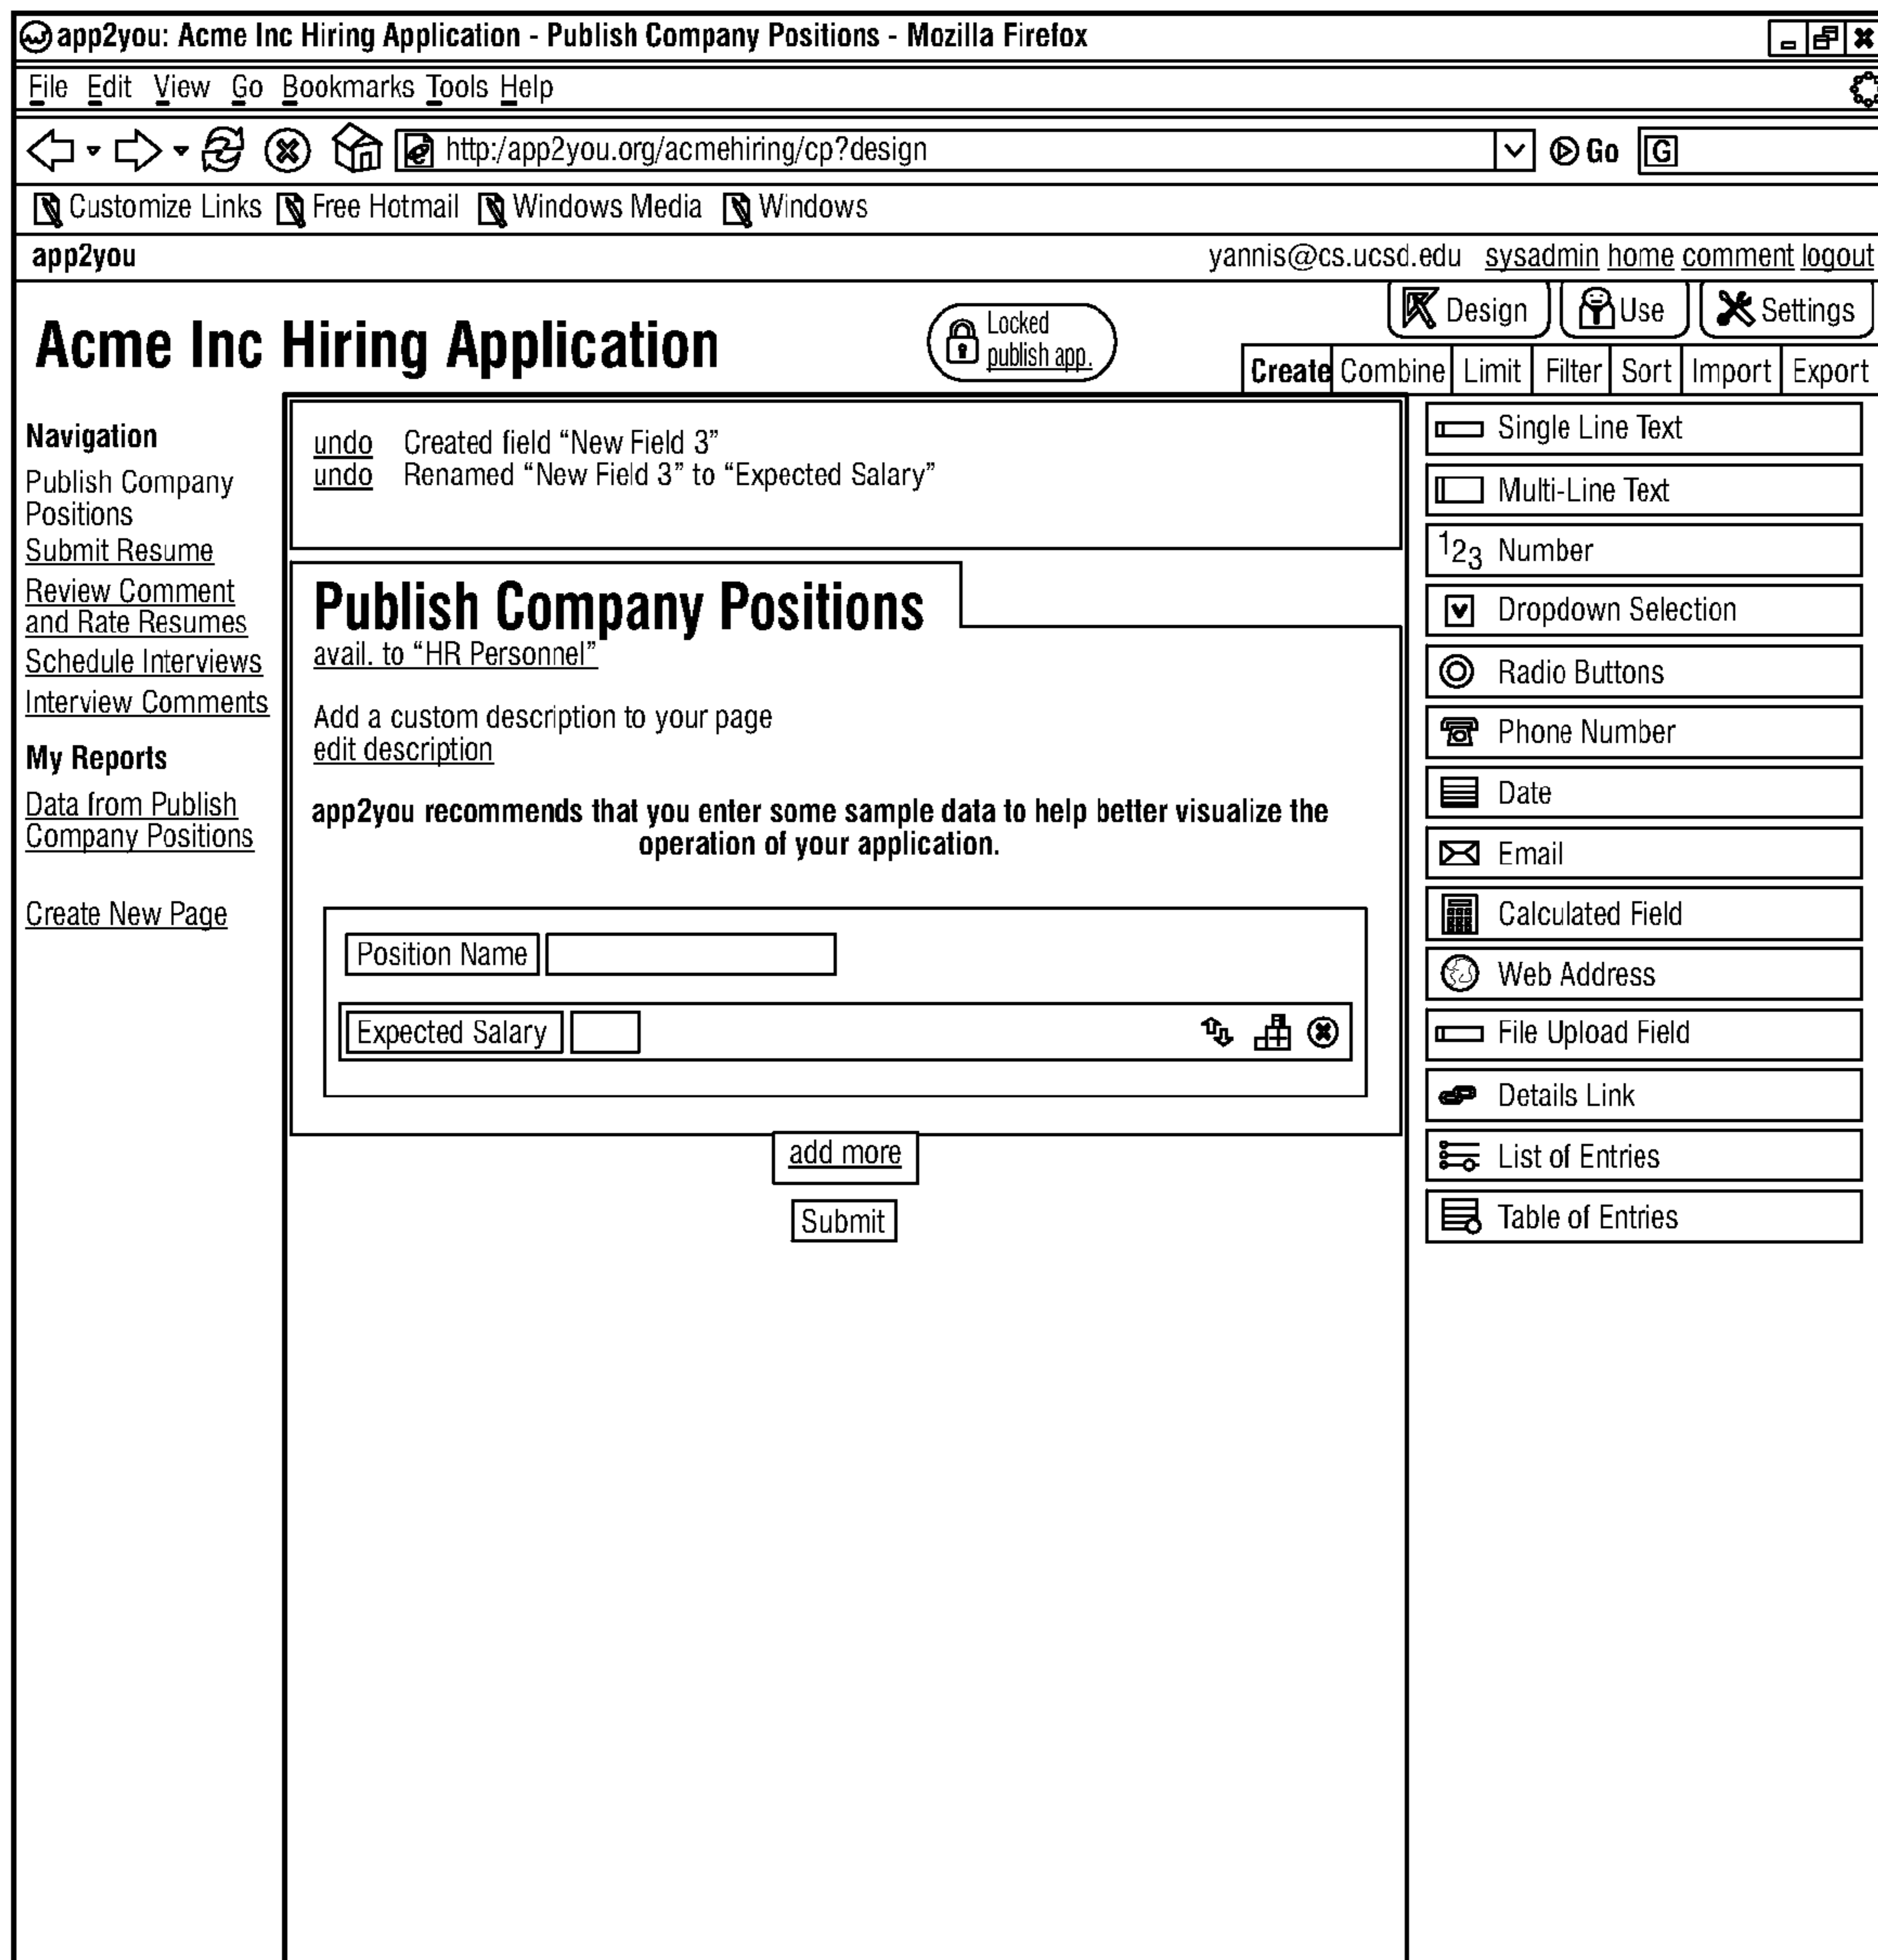 app2you: Acme Inc Hiring Application - Publish Company Positions - Mozilla Firefox
File Edit View Go Bookmarks Tools Help
http:/app2you.org/acmehiring/cp?design
Go
G
Customize Links Free Hotmail Windows Media Windows
app2you
yannis@cs.ucsd.edu sysadmin home comment logout
Acme Inc Hiring Application
Locked
publish app.
Design Use Settings
Create Combine Limit Filter Sort Import Export
Navigation
Publish Company
Positions
Submit Resume
Review Comment
and Rate Resumes
Schedule Interviews
Interview Comments
My Reports
Data from Publish
Company Positions
Create New Page
undo Created field “New Field 3”
undo Renamed “New Field 3” to “Expected Salary”
Publish Company Positions
avail. to “HR Personnel”
Add a custom description to your page
edit description
app2you recommends that you enter some sample data to help better visualize the
operation of your application.
Position Name
Expected Salary
add more
Submit
Single Line Text
Multi-Line Text
123 Number
Dropdown Selection
Radio Buttons
Phone Number
Date
Email
Calculated Field
Web Address
File Upload Field
Details Link
List of Entries
Table of Entries